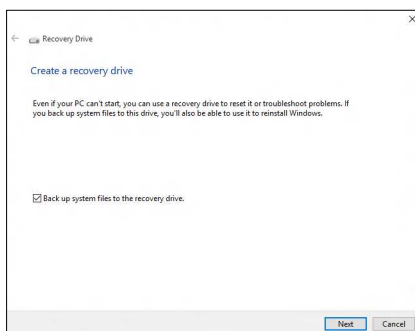 Recovery Drive
Create a recovery drive
Even if your PC can't start, you can use a recovery drive to reset it or troubleshoot problems. If
you back up system files to this drive, you'll also be able to use it to reinstall Windows.
Back up system files to the recovery drive.
Next Cancel